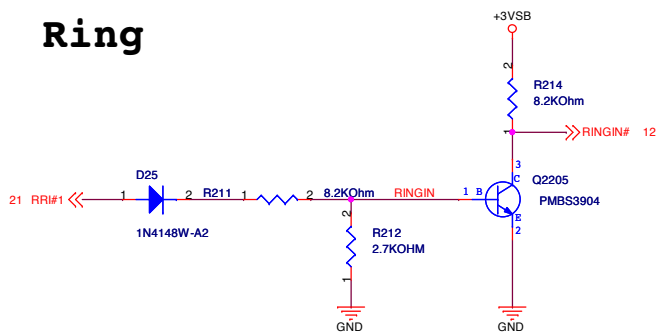 Ring
+3VSB
2
R214
8.2KOhm
1
RINGIN# 12
3
D25
C
Q2205
21 RRI#1
1
2
R211
1
2
8.2KOhm
RINGIN
1
B
PMBS3904
E
1N4148W-A2
2
2
R212
2.7KOHM
1
GND
GND